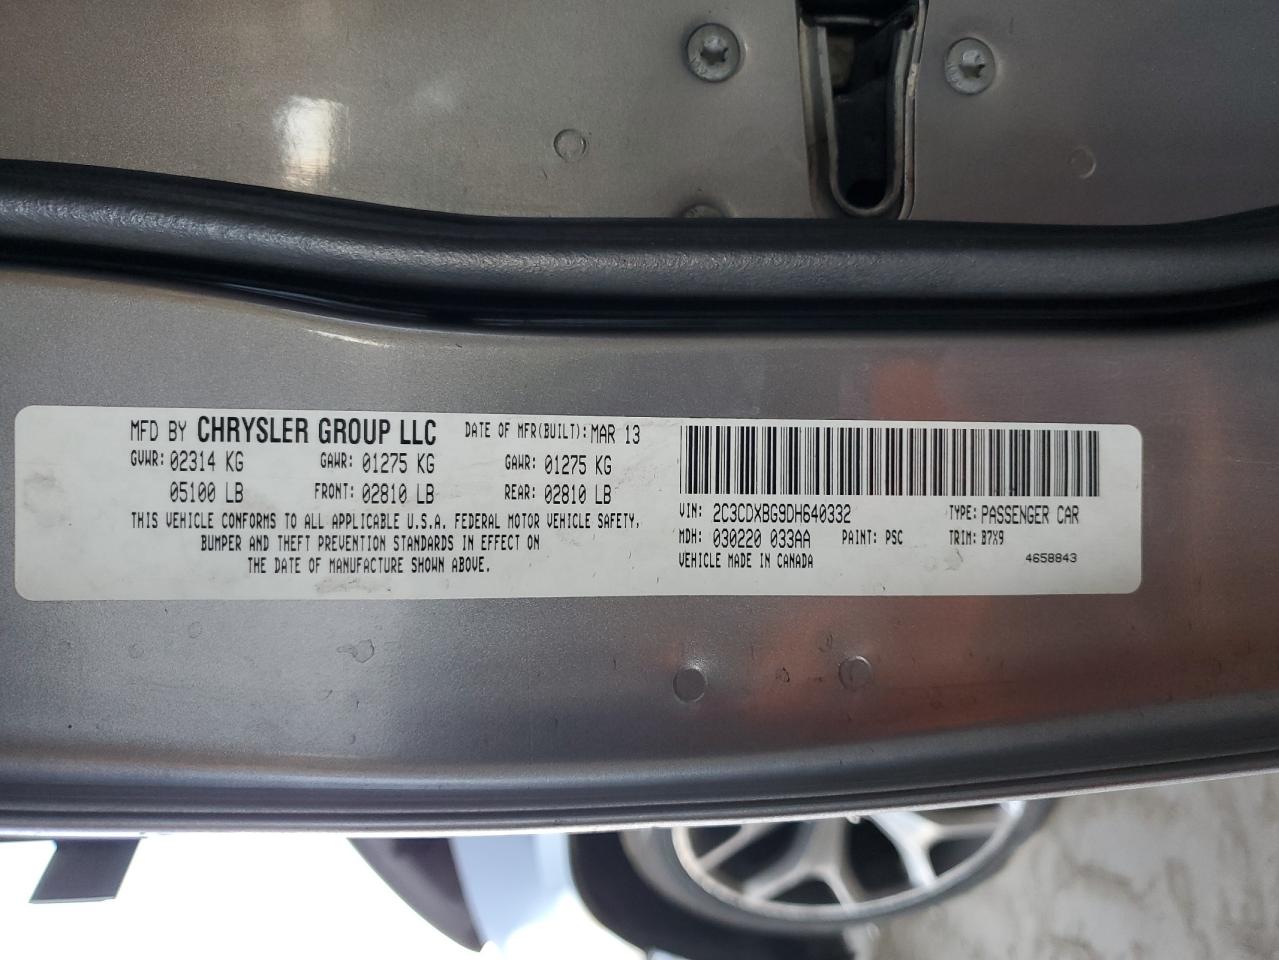 MFD BY CHRYSLER GROUP LLC DATE OF MFR(BUILT): MAR 13
GVWR: 02314 KG GAWR: 01275 KG GAWR: 01275 KG
05100 LB FRONT: 02810 LB REAR: 02810 LB
THIS VEHICLE CONFORMS TO ALL APPLICABLE U.S.A. FEDERAL MOTOR VEHICLE SAFETY,
BUMPER AND THEFT PREVENTION STANDARDS IN EFFECT ON
THE DATE OF MANUFACTURE SHOWN ABOVE.
VIN: 2C3CDXBG9DH640332 TYPE: PASSENGER CAR
MDH: 030220 033AA PAINT: PSC TRIM: B7X9
VEHICLE MADE IN CANADA 4658843